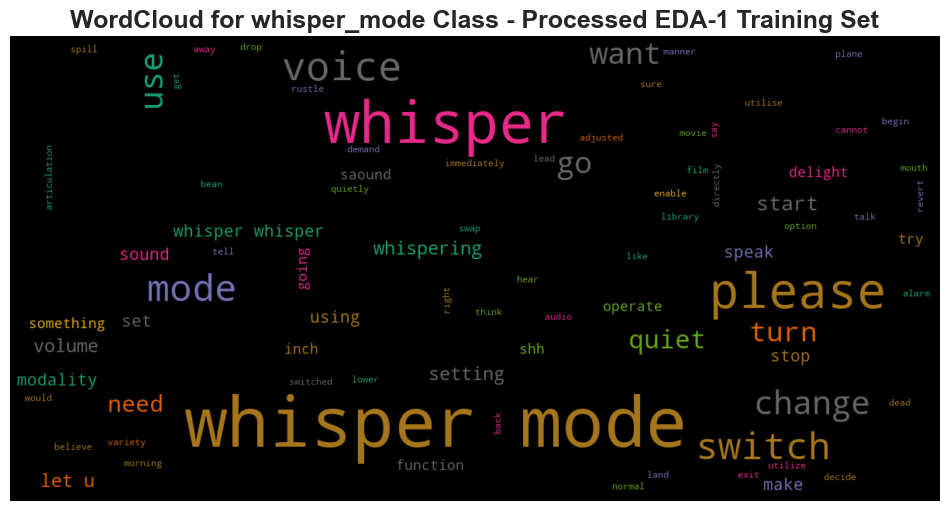 WordCloud for whisper_mode Class - Processed EDA-1 Training Set
spill
away
drop
use
get
voice
rustle
want
manner
sure
plane
utilise
begin
whisper
demand
adjusted
movie
say
cannot
articulation
saound
immediately
lead
go
quietly
bean
film
directly
delight
mouth
enable
start
revert
library
talk
option
whisper whisper
swap
whispering
sound
tell
going
like
speak
try
mode
hear
please
alarm
right
think
audio
operate
something
set
using
volume
inch
shh
quiet
turn
stop
modality
switched
lower
setting
would
need
whisper mode
back
change
dead
believe
variety
switch
morning
function
let u
normal
land
exit
utilize
make
decide